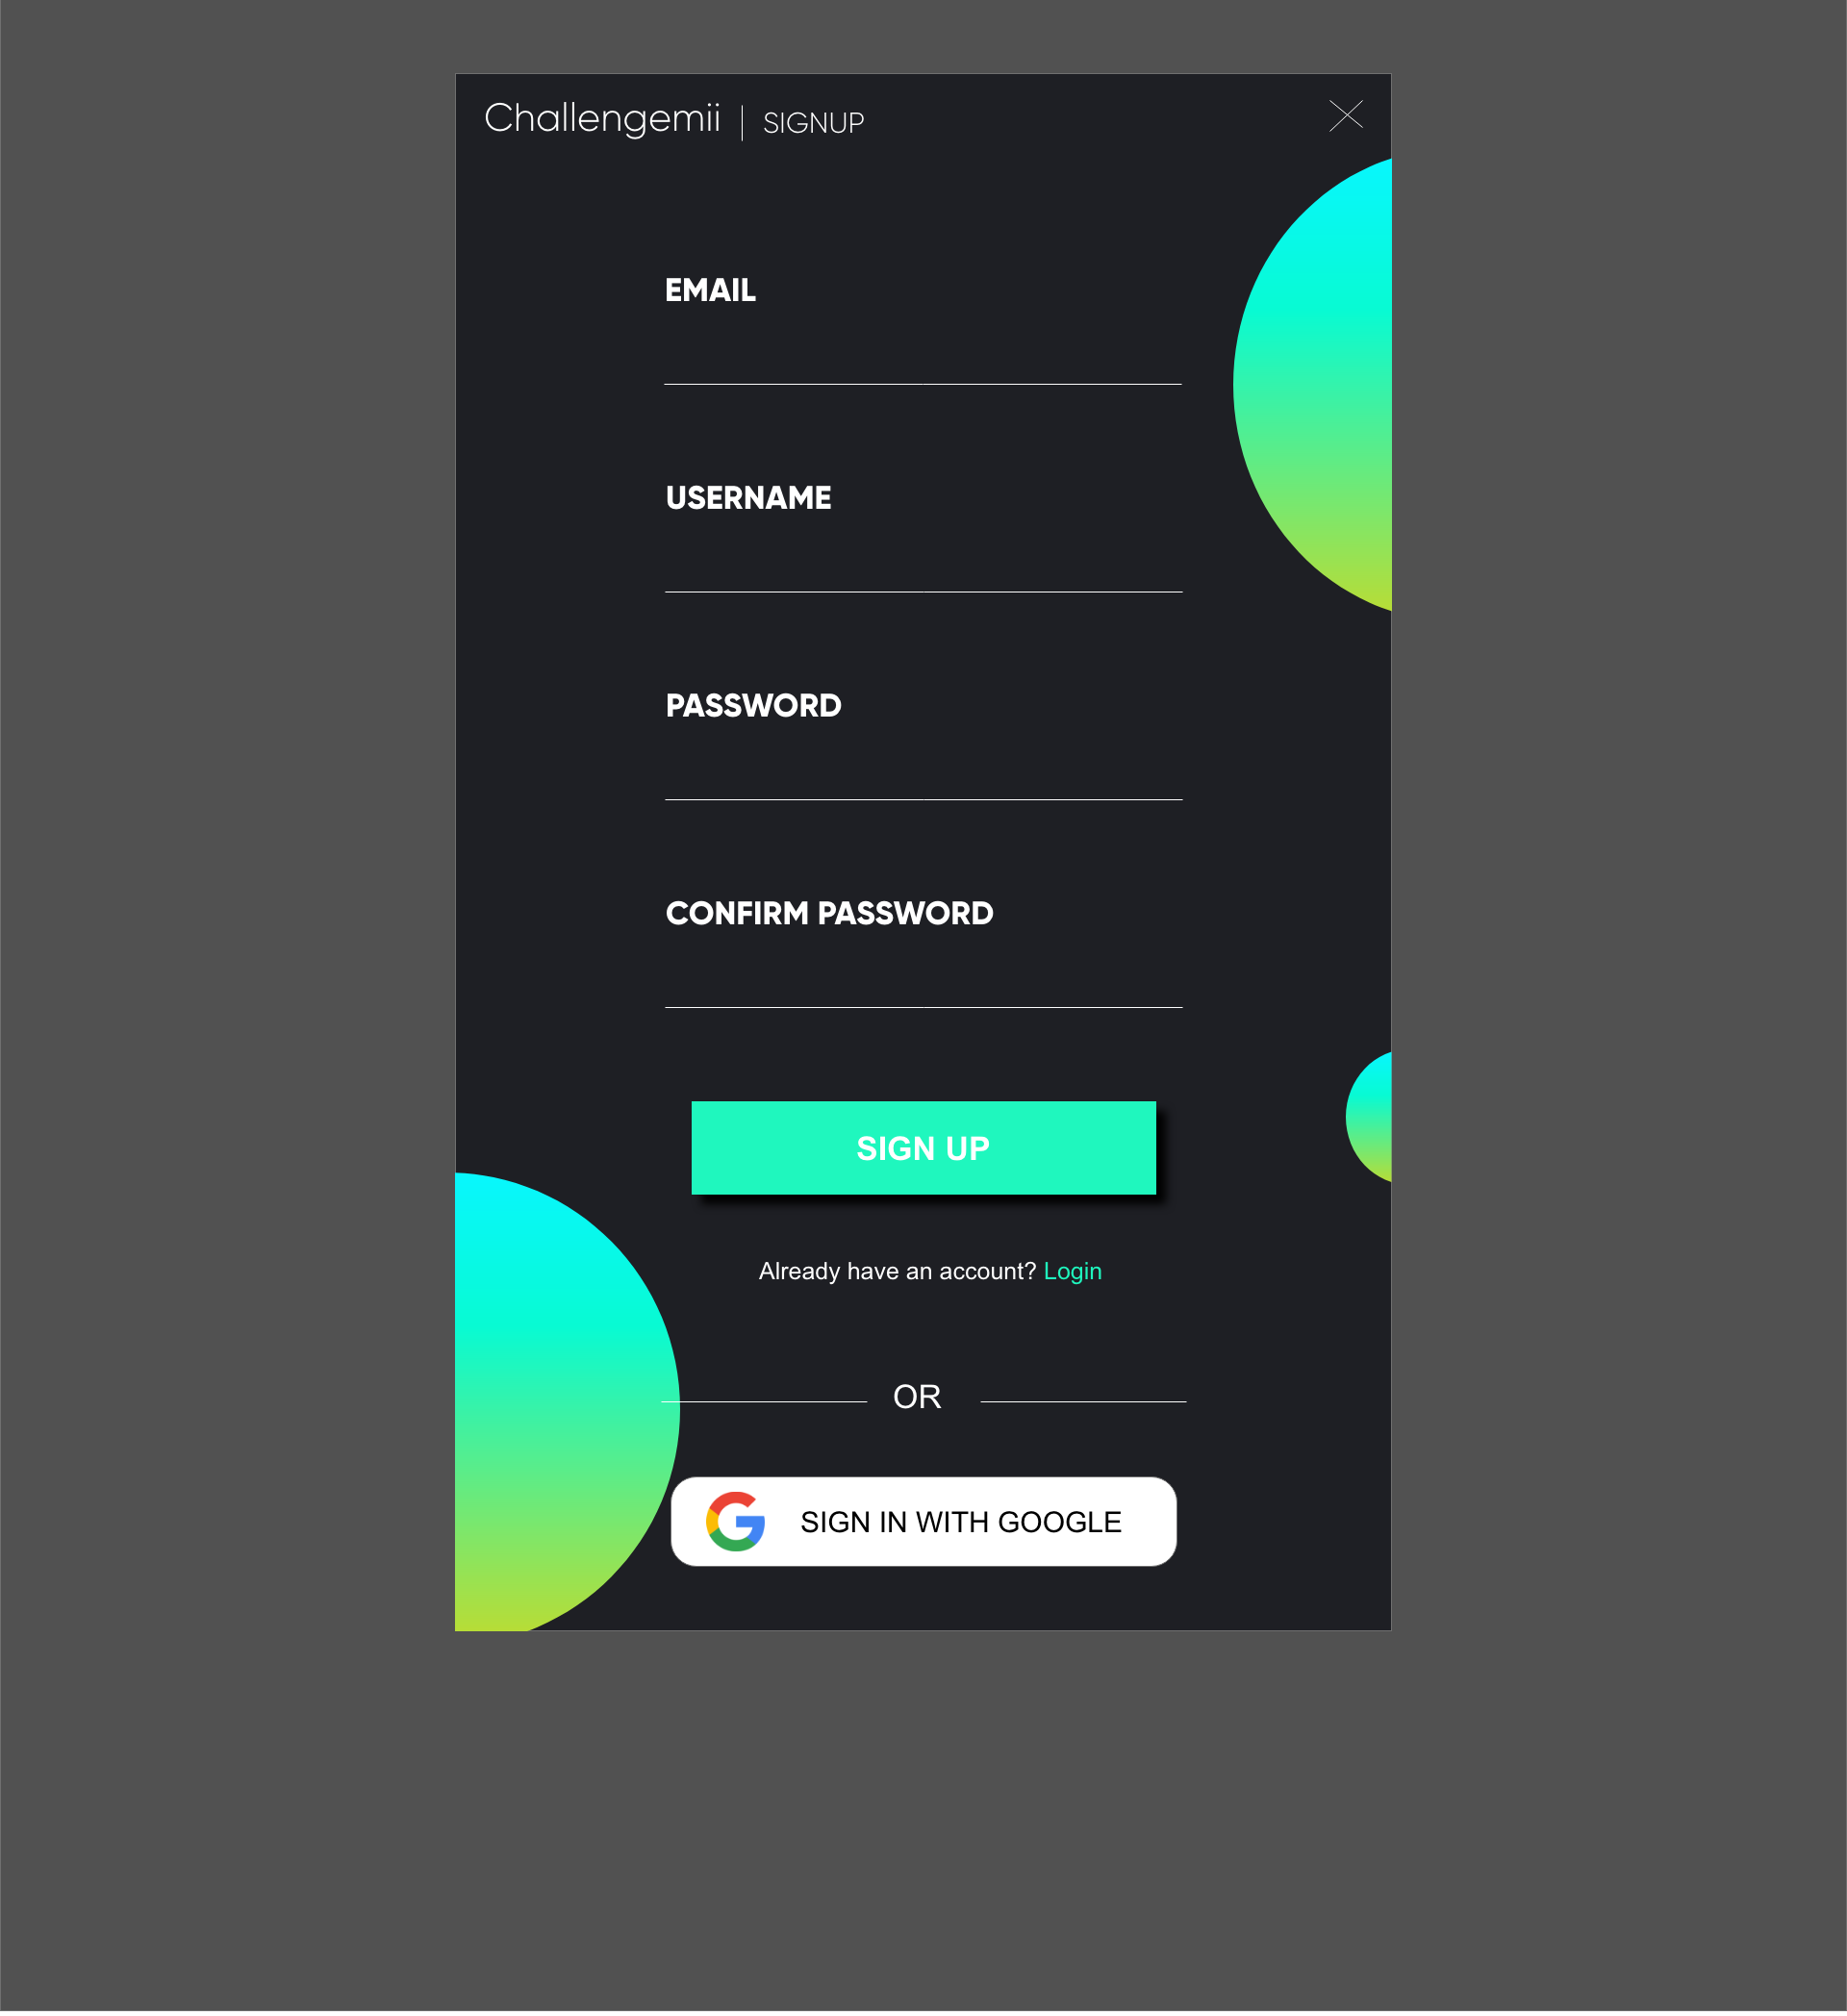 Challengemii | SIGNUP
EMAIL
USERNAME
PASSWORD
CONFIRM PASSWORD
SIGN UP
Already have an account? Login
OR
SIGN IN WITH GOOGLE